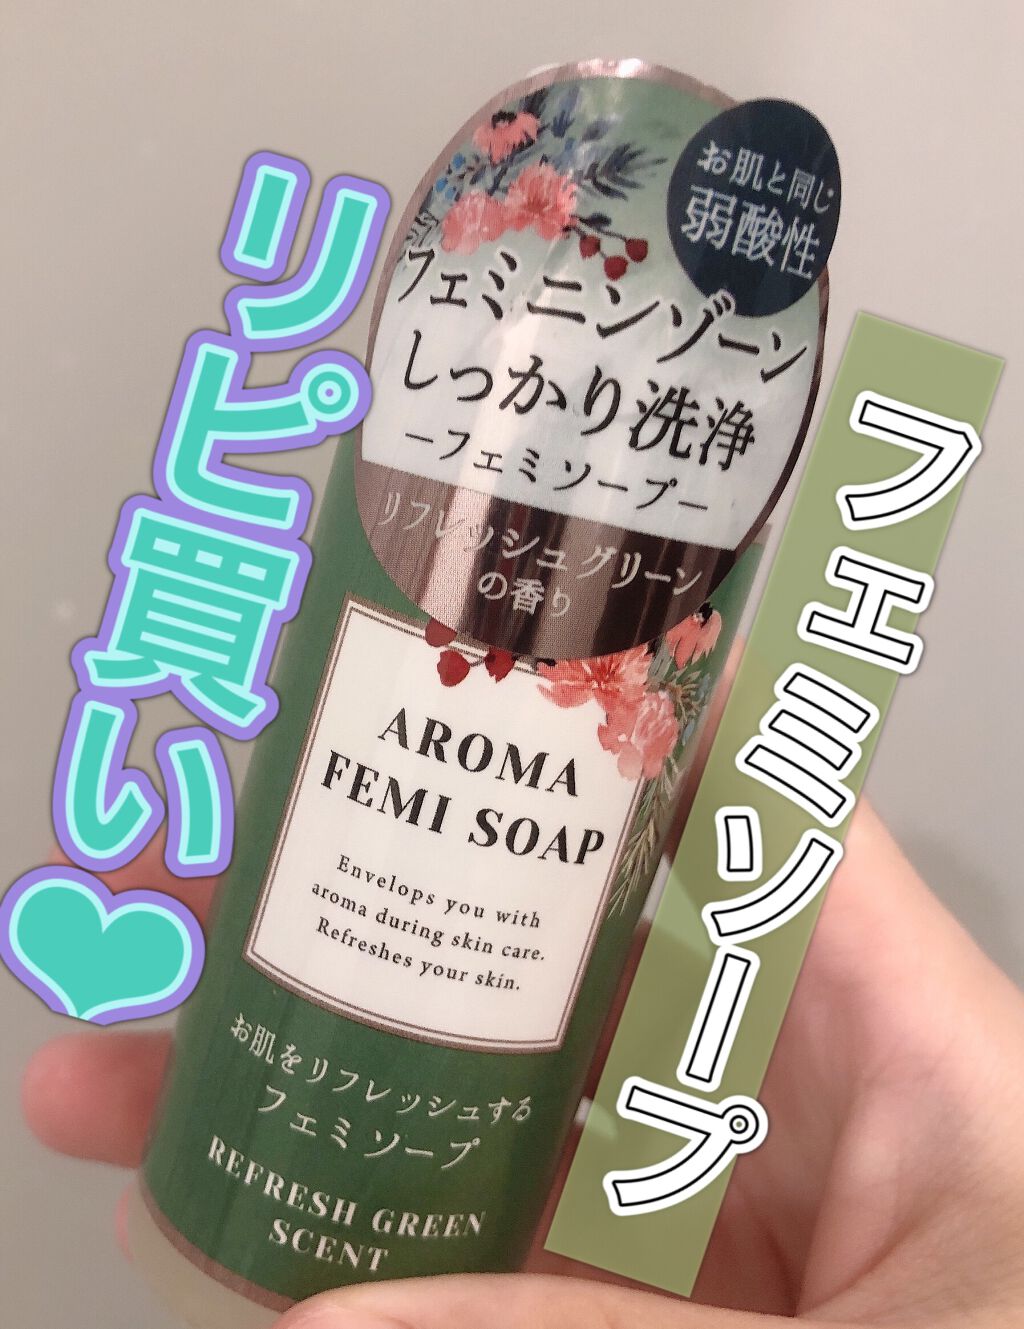 リピ買い♥
フェミソープ
お肌と同じ
弱酸性
フェミニンゾーン
しっかり洗浄
ーフェミソープー
リフレッシュグリーン
の香り
AROMA
FEMI SOAP
Envelops you with
aroma during skin care.
Refreshes your skin.
お肌をリフレッシュする
フェミソープ
REFRESH GREEN
SCENT